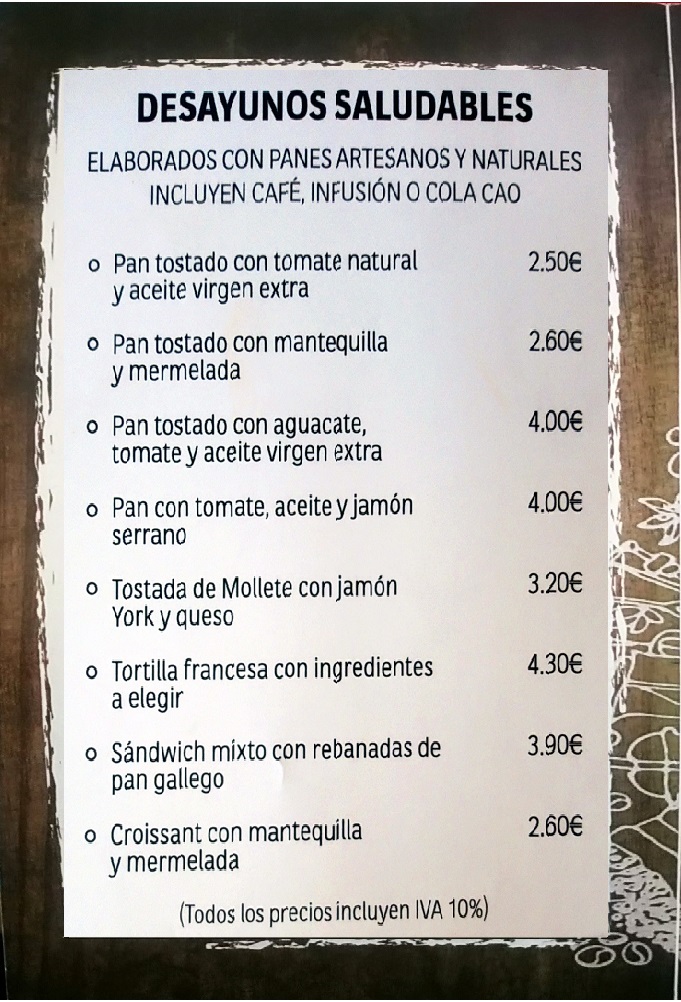 DESAYUNOS SALUDABLES
ELABORADOS CON PANES ARTESANOS Y NATURALES
INCLUYEN CAFÉ, INFUSIÓN O COLA CAO
o Pan tostado con tomate natural 2.50€
y aceite virgen extra
o Pan tostado con mantequilla 2.60€
y mermelada
o Pan tostado con aguacate, 4.00€
tomate y aceite virgen extra
o Pan con tomate, aceite y jamón 4.00€
serrano
o Tostada de Mollete con jamón 3.20€
York y queso
o Tortilla francesa con ingredientes 4.30€
a elegir
o Sándwich mixto con rebanadas de 3.90€
pan gallego
o Croissant con mantequilla 2.60€
y mermelada
(Todos los precios incluyen IVA 10%)